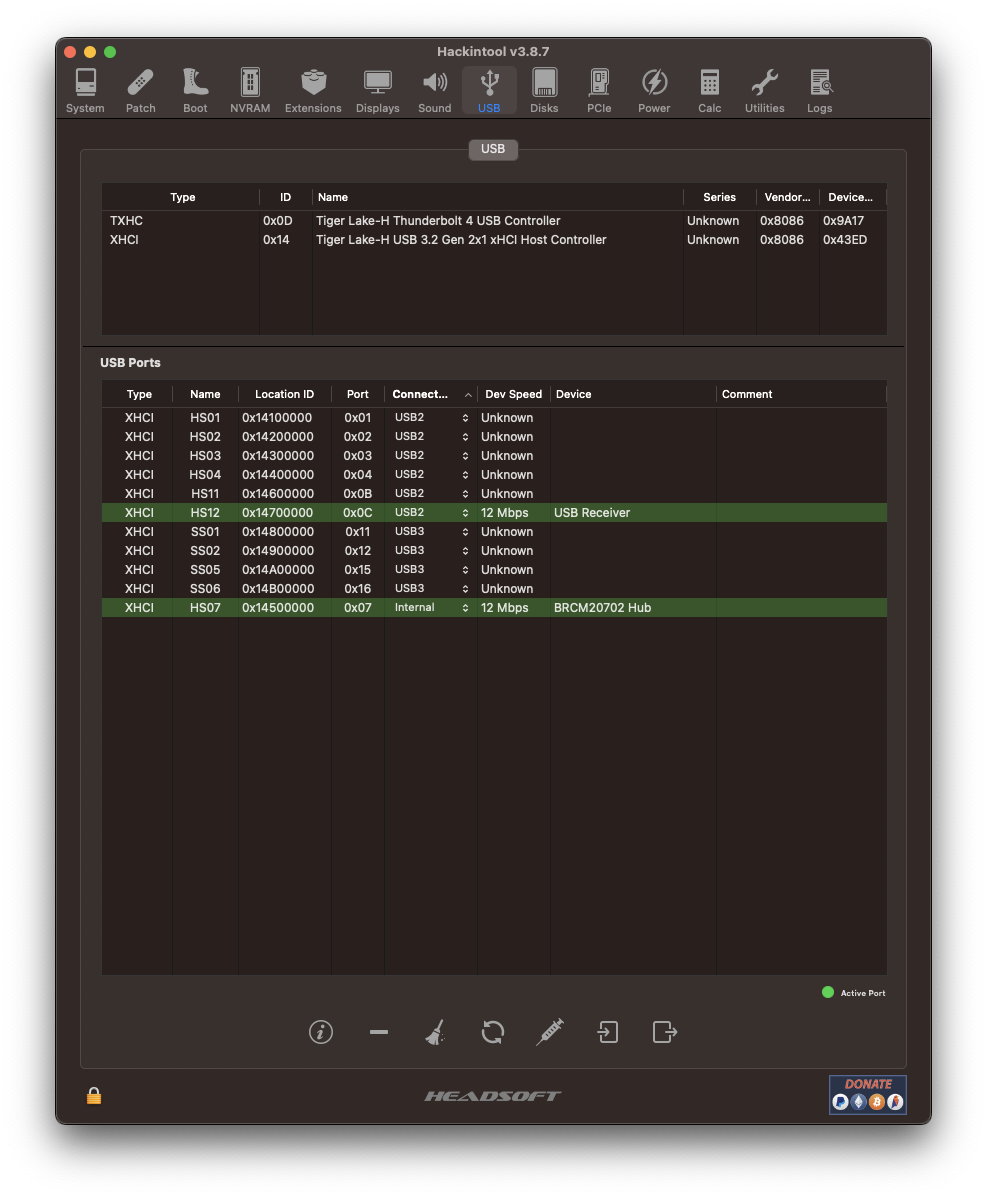 Hackintool v3.8.7
System Patch Boot NVRAM Extensions Displays Sound USB Disks PCIe Power Calc Utilities Logs
USB
Type ID Name Series Vendor... Device...
TXHC 0x0D Tiger Lake-H Thunderbolt 4 USB Controller Unknown 0x8086 0x9A17
XHCI 0x14 Tiger Lake-H USB 3.2 Gen 2x1 xHCI Host Controller Unknown 0x8086 0x43ED
USB Ports
Type Name Location ID Port Connect... Dev Speed Device Comment
XHCI HS01 0x14100000 0x01 USB2 Unknown
XHCI HS02 0x14200000 0x02 USB2 Unknown
XHCI HS03 0x14300000 0x03 USB2 Unknown
XHCI HS04 0x14400000 0x04 USB2 Unknown
XHCI HS11 0x14600000 0x0B USB2 Unknown
XHCI HS12 0x14700000 0x0C USB2 12 Mbps USB Receiver
XHCI SS01 0x14800000 0x11 USB3 Unknown
XHCI SS02 0x14900000 0x12 USB3 Unknown
XHCI SS05 0x14A00000 0x15 USB3 Unknown
XHCI SS06 0x14B00000 0x16 USB3 Unknown
XHCI HS07 0x14500000 0x07 Internal 12 Mbps BRCM20702 Hub
Active Port
HEADSOFT
DONATE